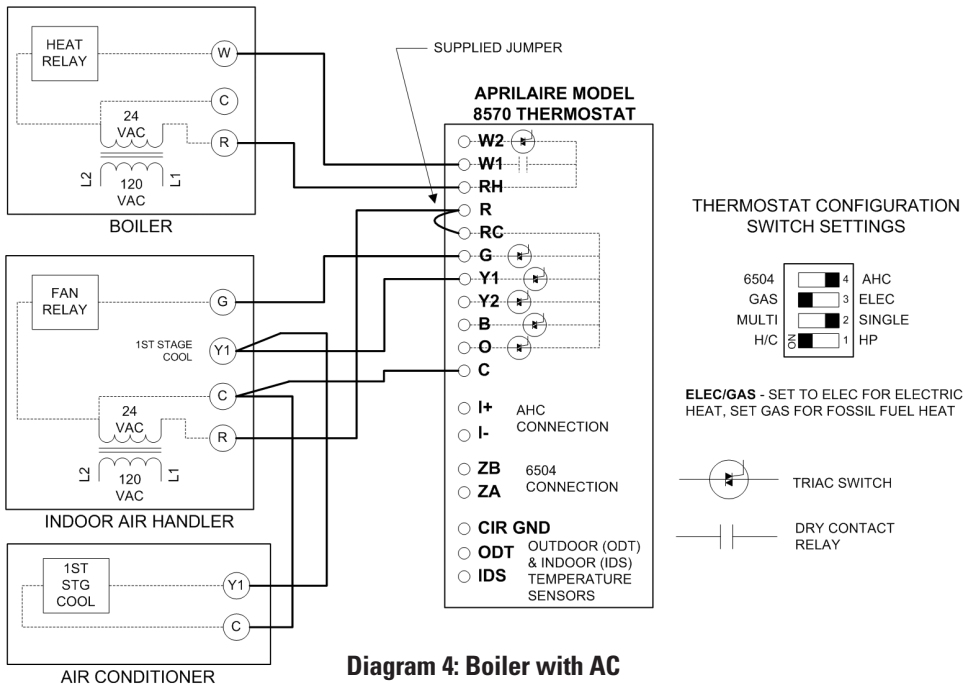 HEAT
RELAY
W
C
24
VAC
R
L2
120
VAC
L1
BOILER
FAN
RELAY
G
1ST STAGE
COOL
Y1
C
24
VAC
R
L2
120
VAC
L1
INDOOR AIR HANDLER
1ST
STG
COOL
Y1
C
AIR CONDITIONER
SUPPLIED JUMPER
APRILAIRE MODEL
8570 THERMOSTAT
W2
W1
RH
R
RC
G
Y1
Y2
B
O
C
I+
I-
AHC
CONNECTION
ZB
ZA
6504
CONNECTION
CIR GND
ODT
IDS
OUTDOOR (ODT)
& INDOOR (IDS)
TEMPERATURE
SENSORS
THERMOSTAT CONFIGURATION
SWITCH SETTINGS
6504 4 AHC
GAS 3 ELEC
MULTI 2 SINGLE
H/C ON 1 HP
ELEC/GAS - SET TO ELEC FOR ELECTRIC
HEAT, SET GAS FOR FOSSIL FUEL HEAT
TRIAC SWITCH
DRY CONTACT
RELAY
Diagram 4: Boiler with AC